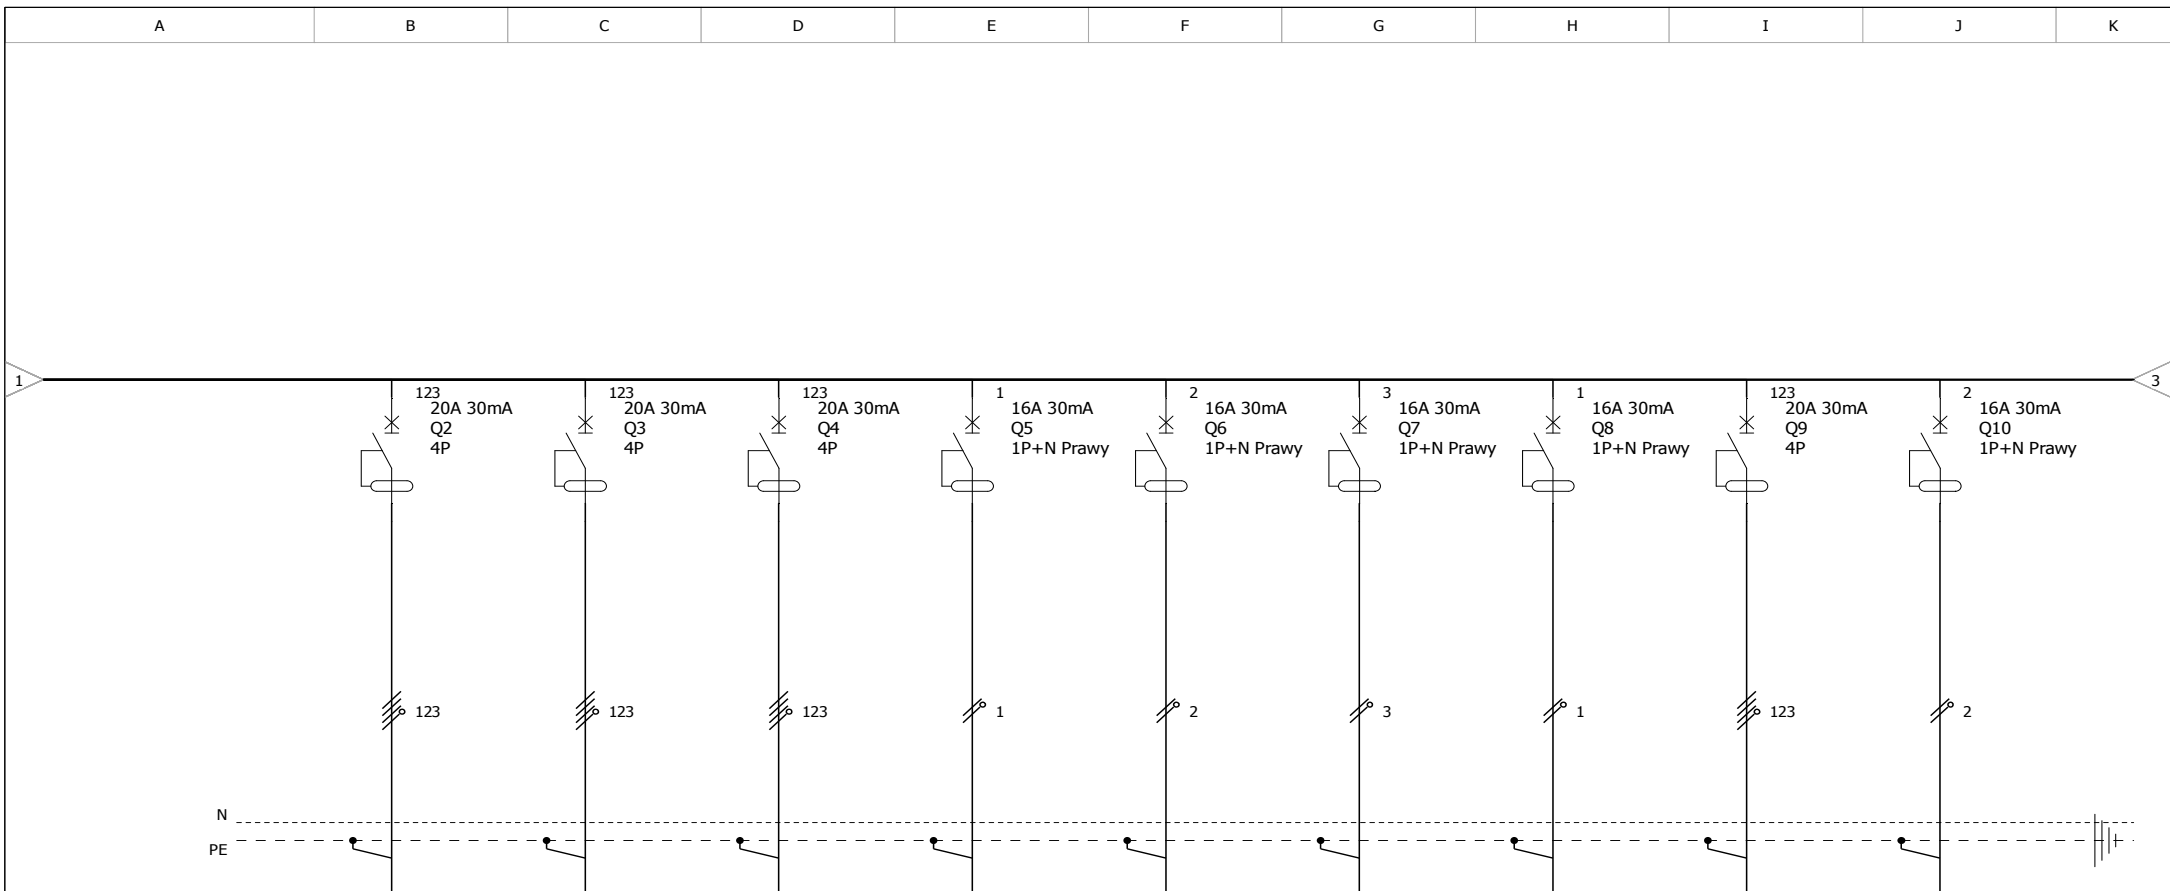 A B C D E F G H I J K
1 3
123 123 123 1 2 3 1 123 2
20A 30mA 20A 30mA 20A 30mA 16A 30mA 16A 30mA 16A 30mA 16A 30mA 20A 30mA 16A 30mA
Q2 Q3 Q4 Q5 Q6 Q7 Q8 Q9 Q10
4P 4P 4P 1P+N Prawy 1P+N Prawy 1P+N Prawy 1P+N Prawy 4P 1P+N Prawy
123 123 123 1 2 3 1 123 2
N
PE